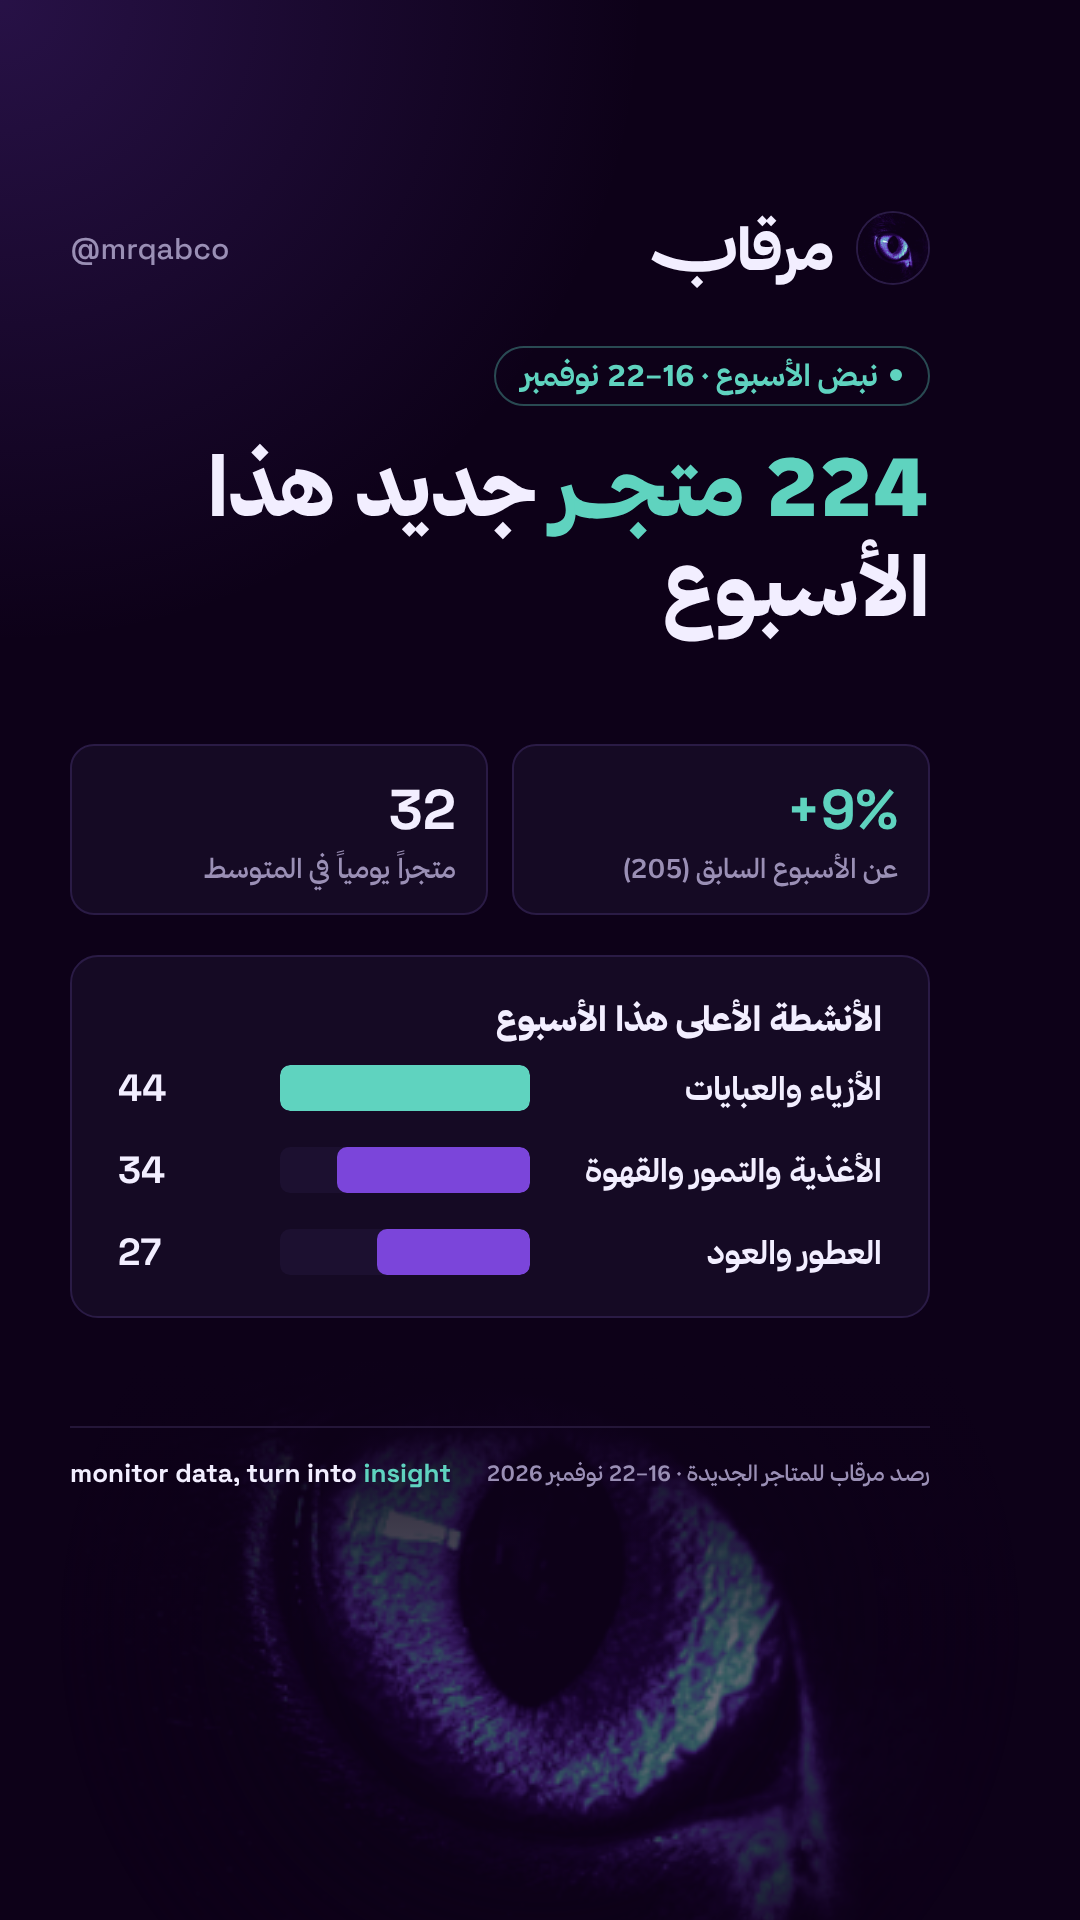 مرقاب
@mrqabco
نبض الأسبوع · 16–22 نوفمبر
224 متجر جديد هذا
الأسبوع
+9%
عن الأسبوع السابق (205)
32
متجراً يومياً في المتوسط
الأنشطة الأعلى هذا الأسبوع
الأزياء والعبايات 44
الأغذية والتمور والقهوة 34
العطور والعود 27
رصد مرقاب للمتاجر الجديدة · 16–22 نوفمبر 2026
monitor data, turn into insight